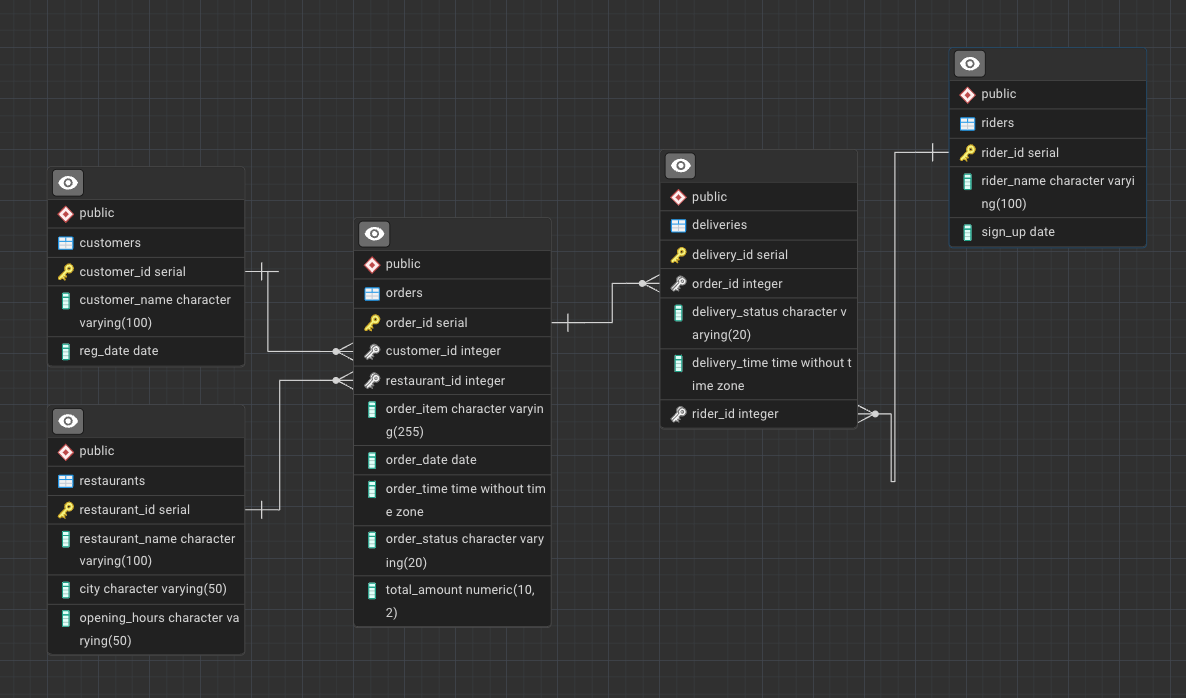 public
customers
customer_id serial
customer_name character
varying(100)
reg_date date
public
restaurants
restaurant_id serial
restaurant_name character
varying(100)
city character varying(50)
opening_hours character va
rying(50)
public
orders
order_id serial
customer_id integer
restaurant_id integer
order_item character varyin
g(255)
order_date date
order_time time without tim
e zone
order_status character vary
ing(20)
total_amount numeric(10,
2)
public
deliveries
delivery_id serial
order_id integer
delivery_status character v
arying(20)
delivery_time time without t
ime zone
rider_id integer
public
riders
rider_id serial
rider_name character varyi
ng(100)
sign_up date